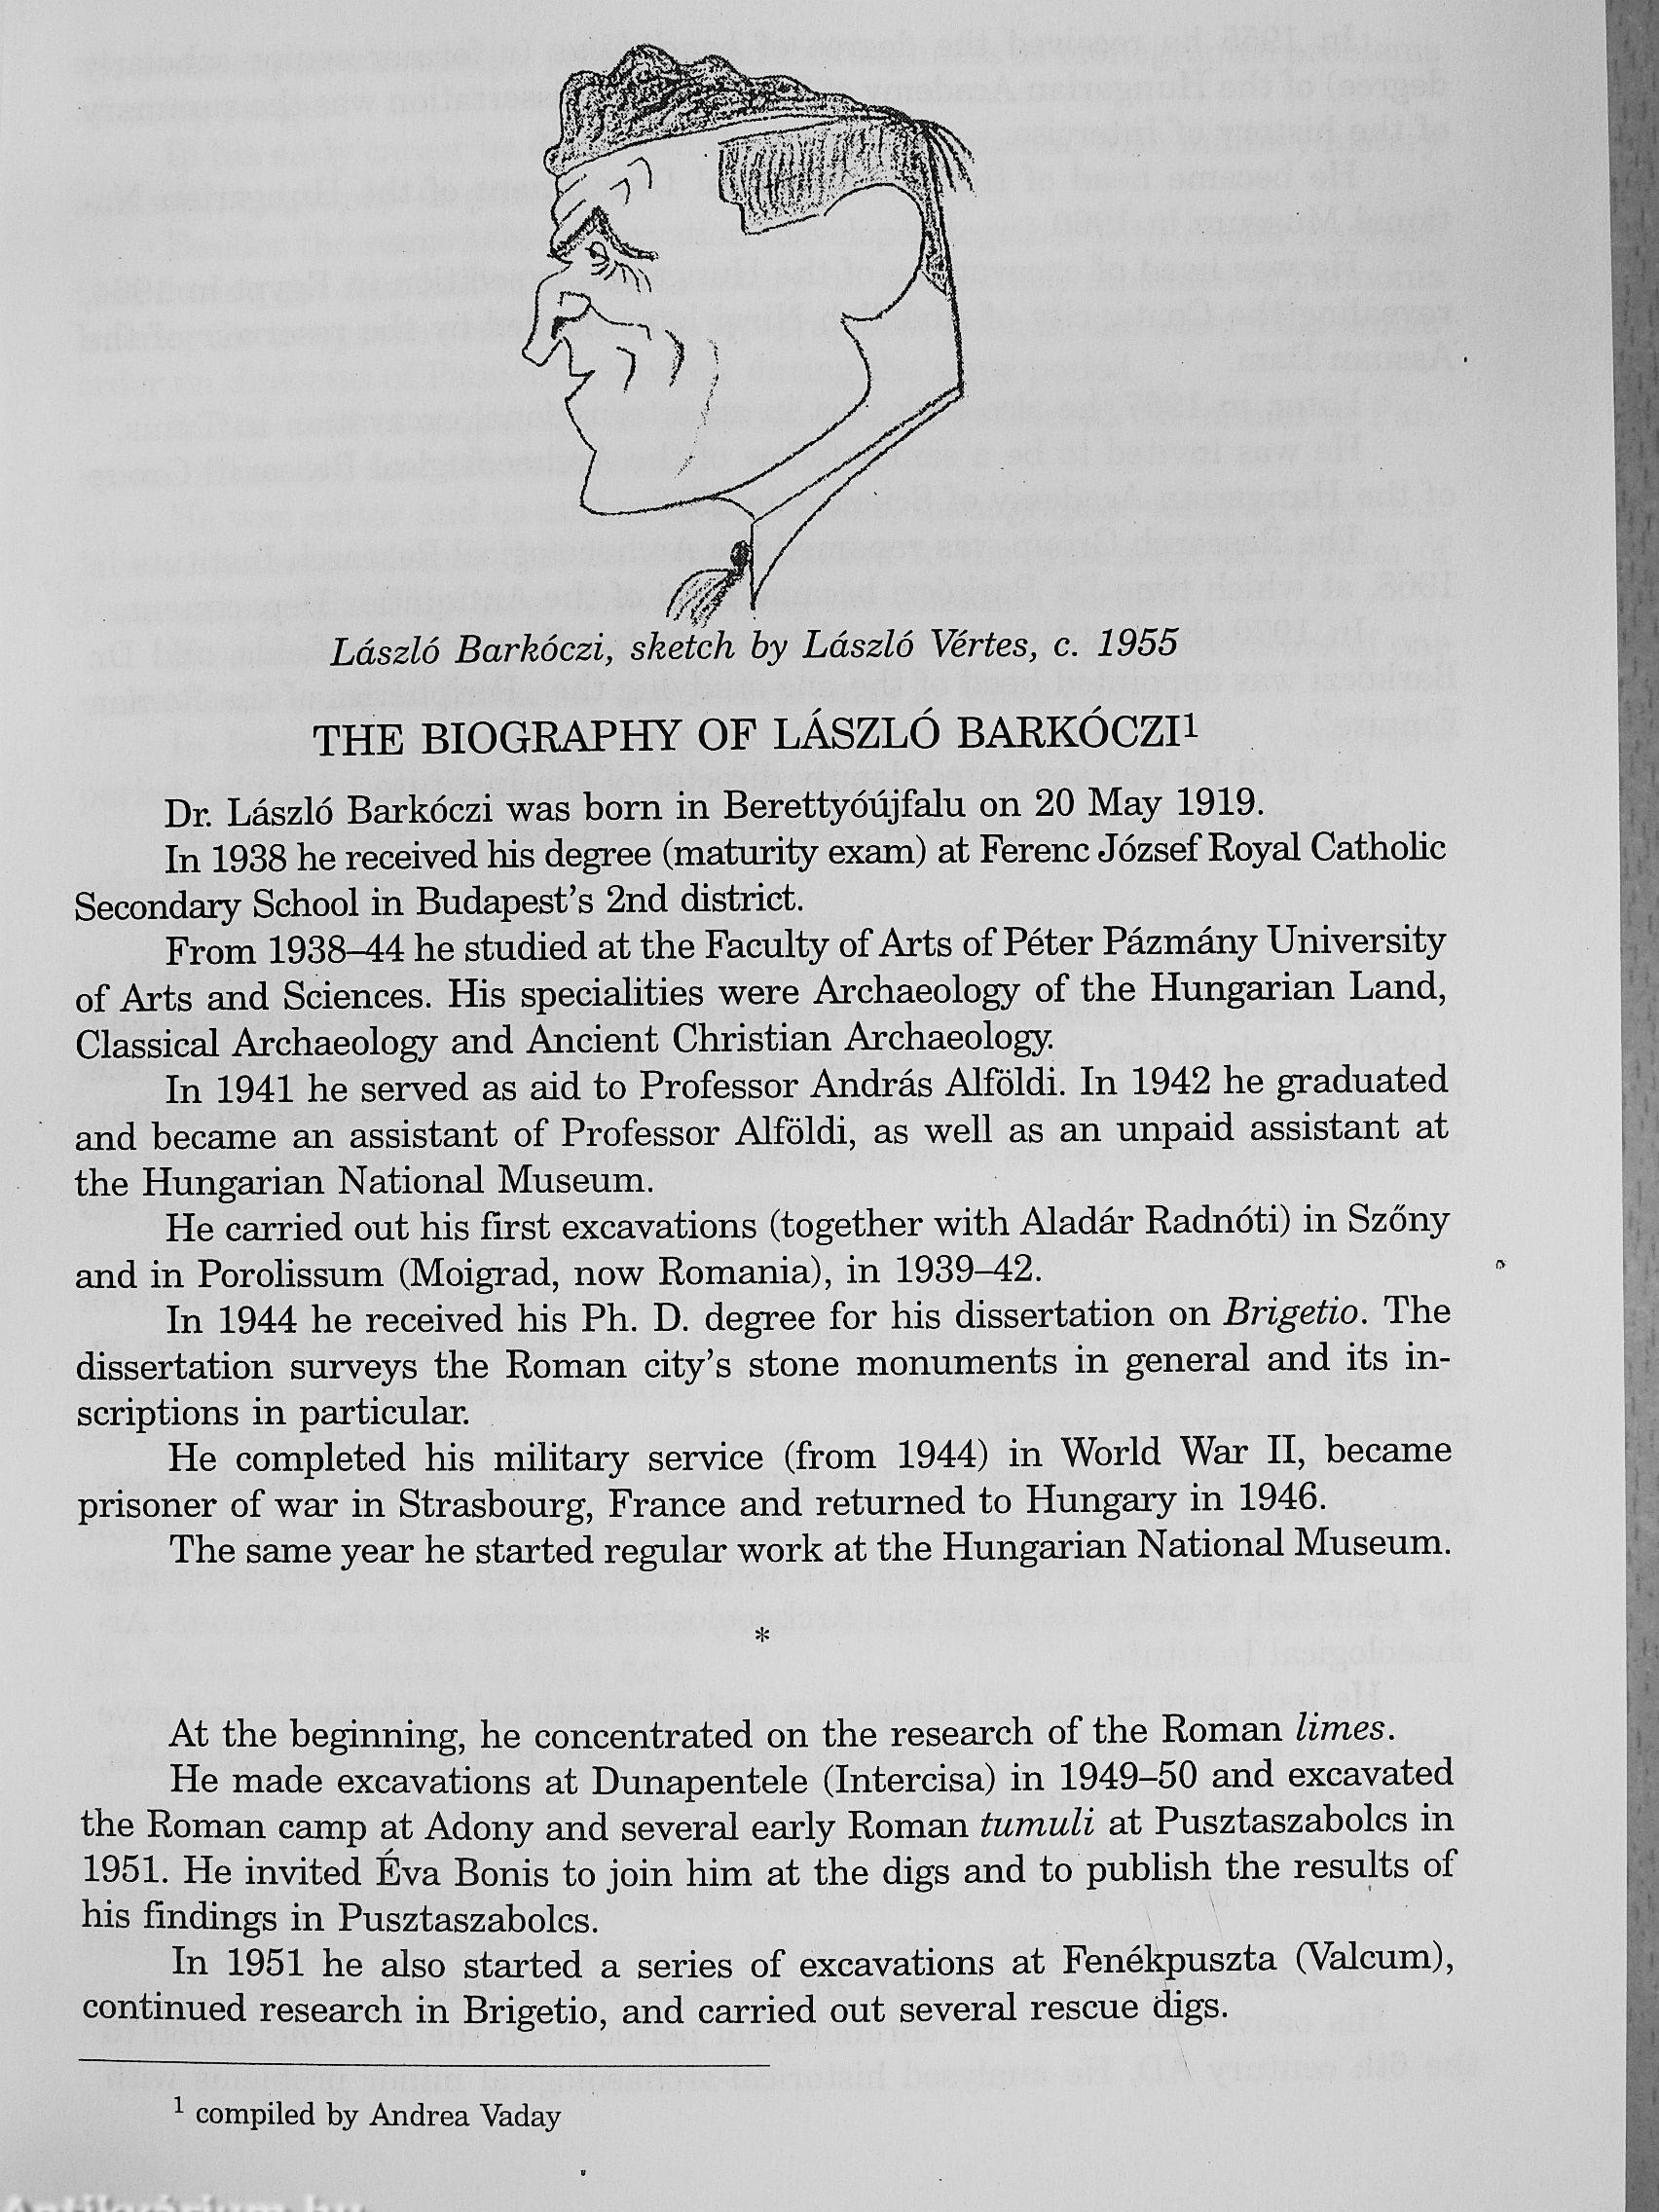 László Barkóczi, sketch by László Vértes, c. 1955
THE BIOGRAPHY OF LÁSZLÓ BARKÓCZI¹
Dr. László Barkóczi was born in Berettyóújfalu on 20 May 1919.
In 1938 he received his degree (maturity exam) at Ferenc József Royal Catholic
Secondary School in Budapest's 2nd district.
From 1938–44 he studied at the Faculty of Arts of Péter Pázmány University
of Arts and Sciences. His specialities were Archaeology of the Hungarian Land,
Classical Archaeology and Ancient Christian Archaeology.
In 1941 he served as aid to Professor András Alföldi. In 1942 he graduated
and became an assistant of Professor Alföldi, as well as an unpaid assistant at
the Hungarian National Museum.
He carried out his first excavations (together with Aladár Radnóti) in Szőny
and in Porolissum (Moigrad, now Romania), in 1939–42.
In 1944 he received his Ph. D. degree for his dissertation on Brigetio. The
dissertation surveys the Roman city's stone monuments in general and its in-
scriptions in particular.
He completed his military service (from 1944) in World War II, became
prisoner of war in Strasbourg, France and returned to Hungary in 1946.
The same year he started regular work at the Hungarian National Museum.
*
At the beginning, he concentrated on the research of the Roman limes.
He made excavations at Dunapentele (Intercisa) in 1949–50 and excavated
the Roman camp at Adony and several early Roman tumuli at Pusztaszabolcs in
1951. He invited Éva Bonis to join him at the digs and to publish the results of
his findings in Pusztaszabolcs.
In 1951 he also started a series of excavations at Fenékpuszta (Valcum),
continued research in Brigetio, and carried out several rescue digs.
¹ compiled by Andrea Vaday